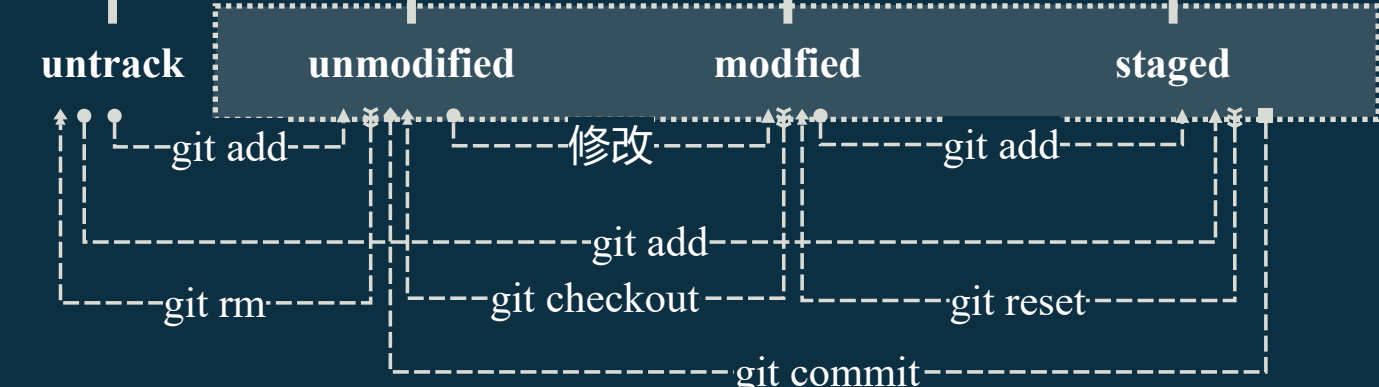 untrack unmodified modfied staged
git add 修改 git add
git add
git rm git checkout git reset
git commit